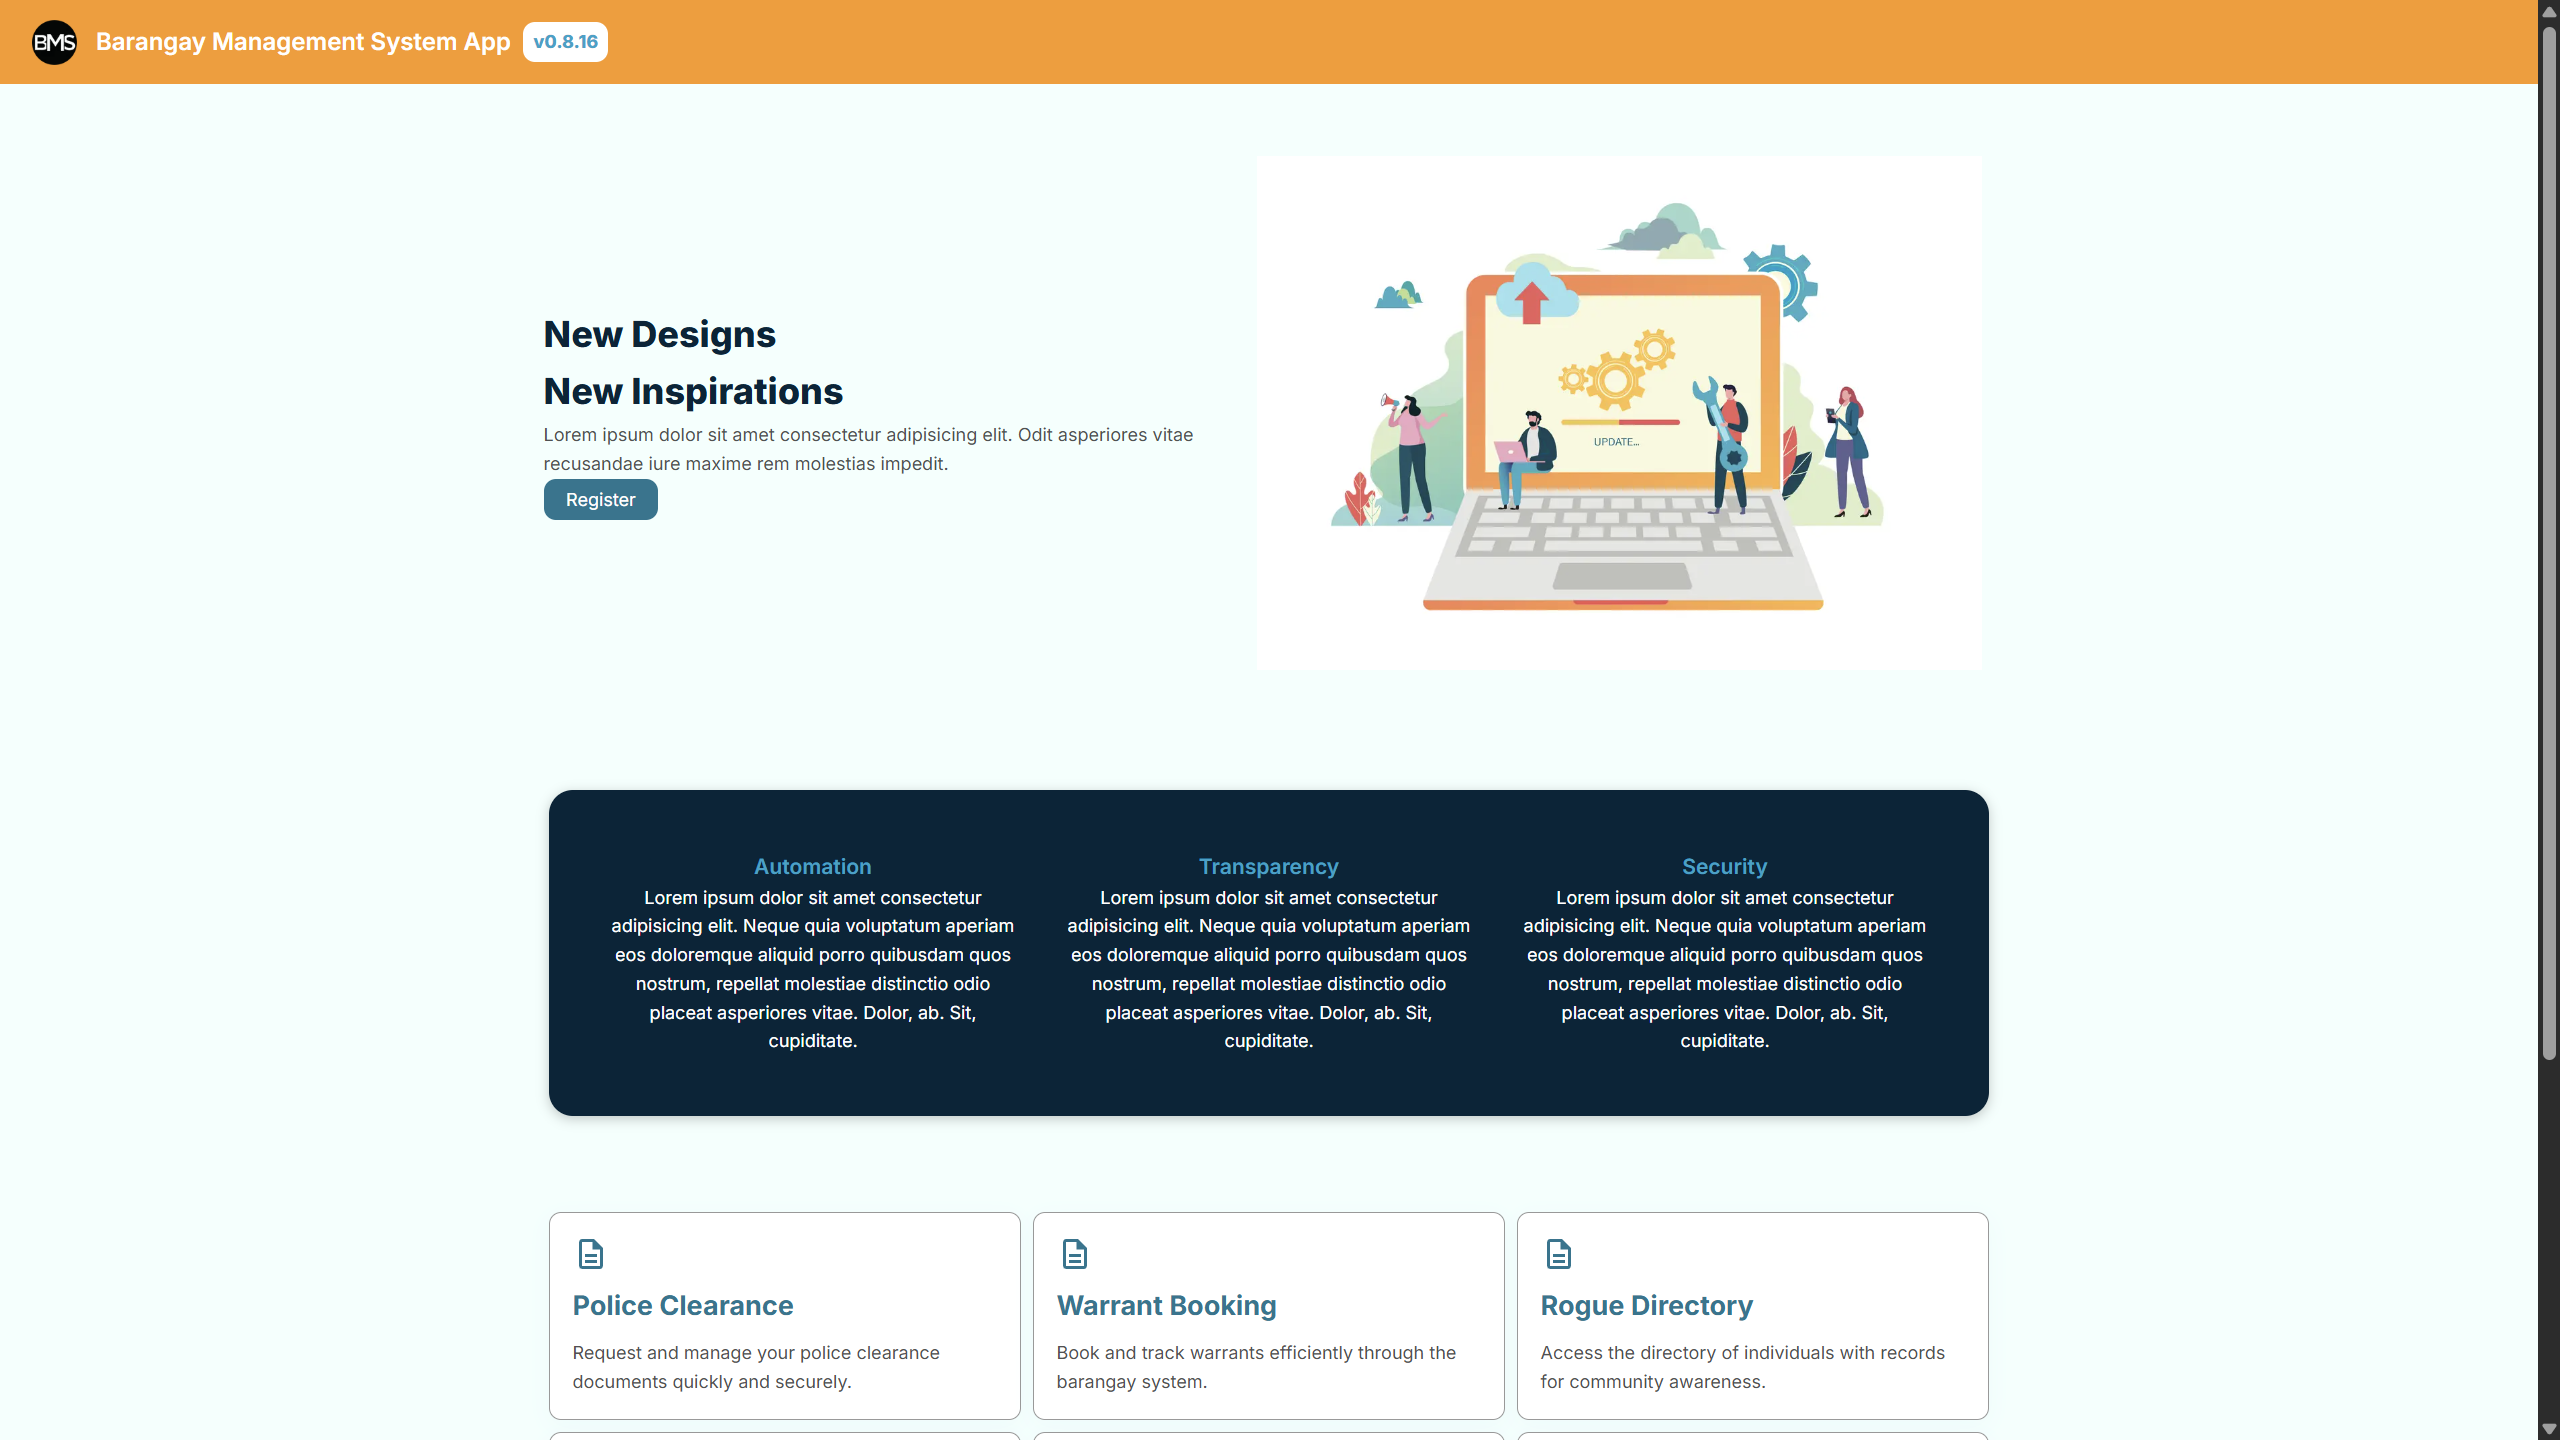 BMS
Barangay Management System App
v0.8.16
New Designs
New Inspirations
Lorem ipsum dolor sit amet consectetur adipisicing elit. Odit asperiores vitae
recusandae iure maxime rem molestias impedit.
Register
UPDATE...
Automation
Lorem ipsum dolor sit amet consectetur
adipisicing elit. Neque quia voluptatum aperiam
eos doloremque aliquid porro quibusdam quos
nostrum, repellat molestiae distinctio odio
placeat asperiores vitae. Dolor, ab. Sit,
cupiditate.
Transparency
Lorem ipsum dolor sit amet consectetur
adipisicing elit. Neque quia voluptatum aperiam
eos doloremque aliquid porro quibusdam quos
nostrum, repellat molestiae distinctio odio
placeat asperiores vitae. Dolor, ab. Sit,
cupiditate.
Security
Lorem ipsum dolor sit amet consectetur
adipisicing elit. Neque quia voluptatum aperiam
eos doloremque aliquid porro quibusdam quos
nostrum, repellat molestiae distinctio odio
placeat asperiores vitae. Dolor, ab. Sit,
cupiditate.
Police Clearance
Request and manage your police clearance
documents quickly and securely.
Warrant Booking
Book and track warrants efficiently through the
barangay system.
Rogue Directory
Access the directory of individuals with records
for community awareness.